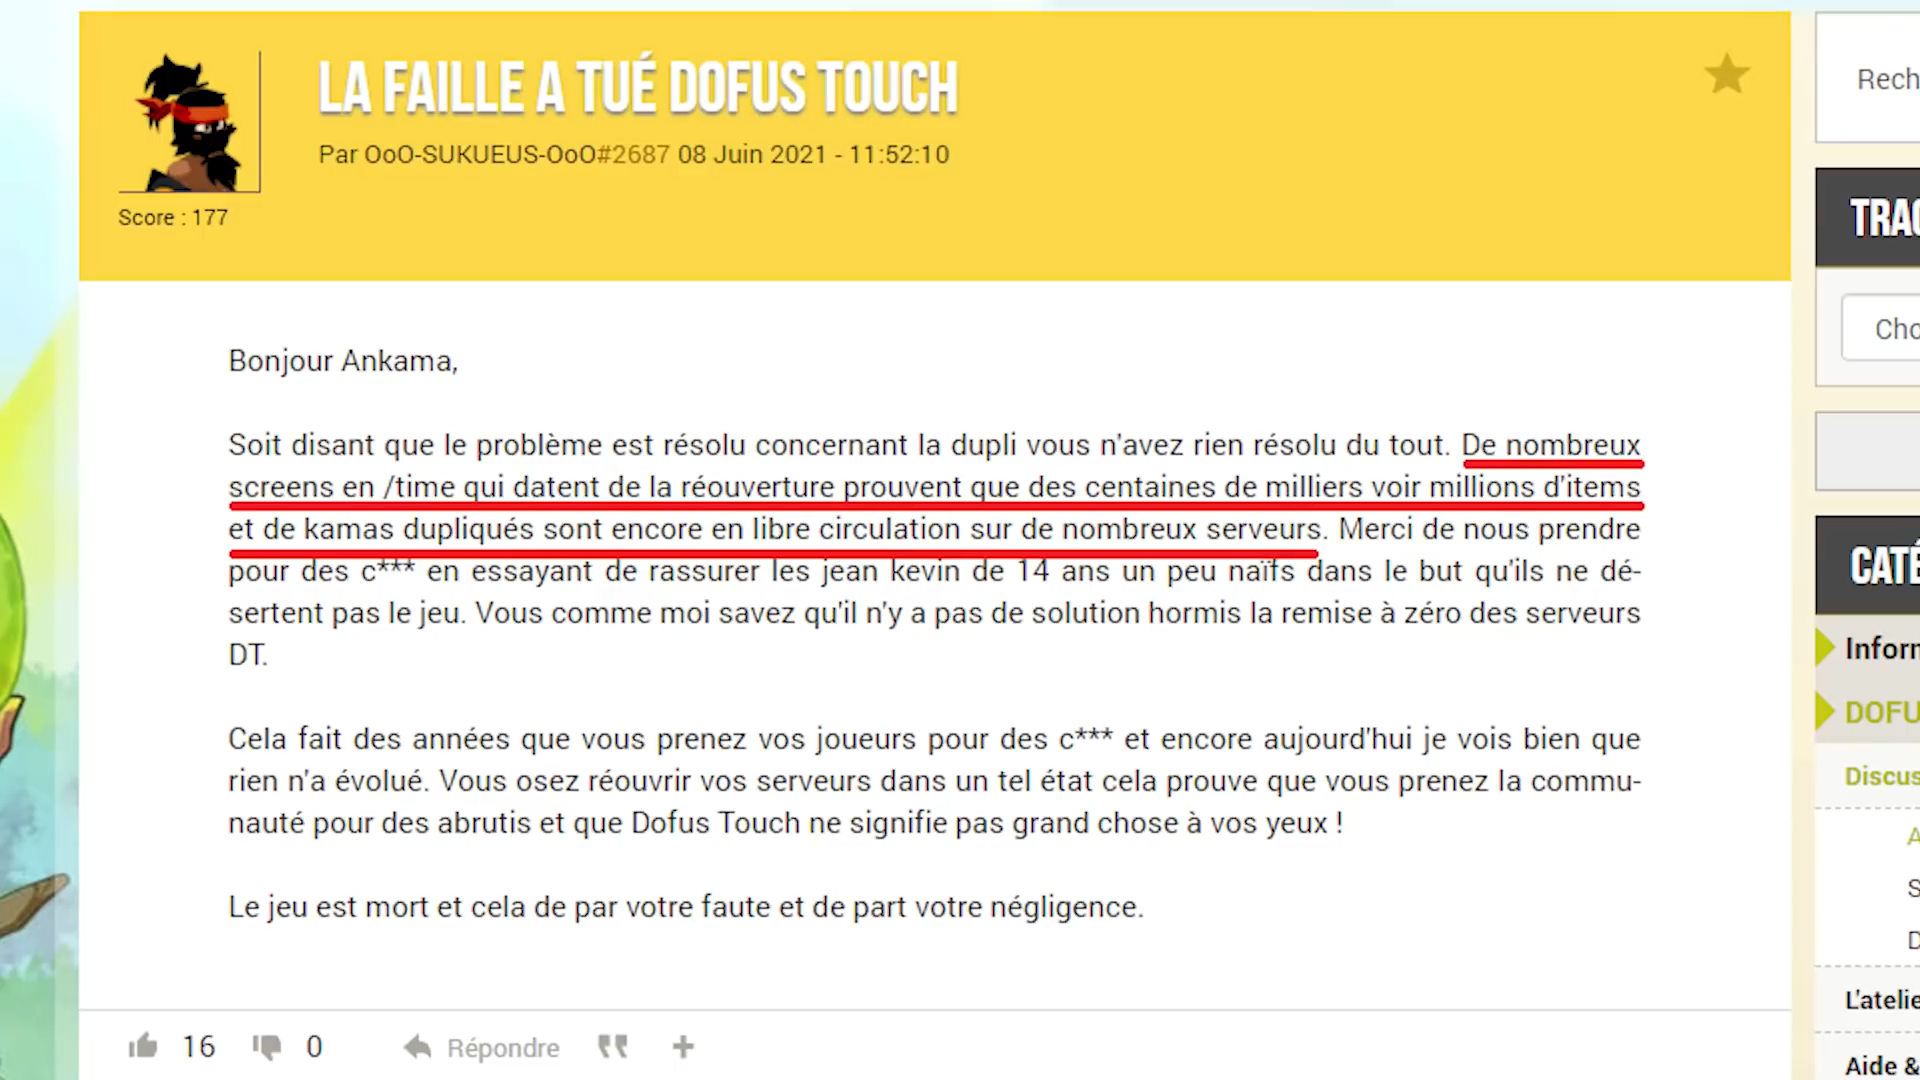 LA FAILLE A TUÉ DOFUS TOUCH
Par OoO-SUKUEUS-OoO#2687 08 Juin 2021 - 11:52:10
Score : 177
Bonjour Ankama,
Soit disant que le problème est résolu concernant la dupli vous n'avez rien résolu du tout. De nombreux
screens en /time qui datent de la réouverture prouvent que des centaines de milliers voir millions d'items
et de kamas dupliqués sont encore en libre circulation sur de nombreux serveurs. Merci de nous prendre
pour des c*** en essayant de rassurer les jean kevin de 14 ans un peu naïfs dans le but qu'ils ne dé-
sertent pas le jeu. Vous comme moi savez qu'il n'y a pas de solution hormis la remise à zéro des serveurs
DT.
Cela fait des années que vous prenez vos joueurs pour des c*** et encore aujourd'hui je vois bien que
rien n'a évolué. Vous osez réouvrir vos serveurs dans un tel état cela prouve que vous prenez la commu-
nauté pour des abrutis et que Dofus Touch ne signifie pas grand chose à vos yeux !
Le jeu est mort et cela de par votre faute et de part votre négligence.
16 0 Répondre
Rech
TRAC
Cho
CATÉ
Inform
DOFU
Discus
A
S
D
L'atelie
Aide &